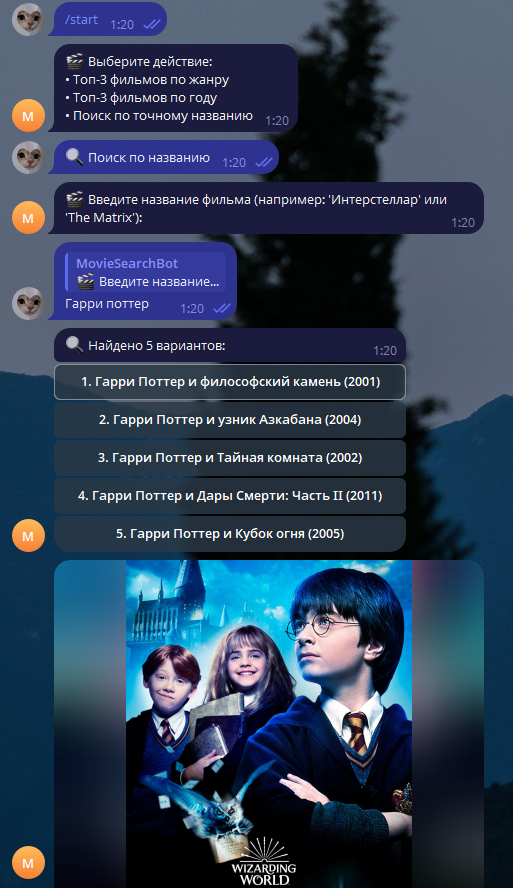 /start
1:20
🎬 Выберите действие:
• Топ-3 фильмов по жанру
• Топ-3 фильмов по году
• Поиск по точному названию 1:20
М
🔍 Поиск по названию 1:20
🎬 Введите название фильма (например: 'Интерстеллар' или
'The Matrix'):
1:20
М
MovieSearchBot
🎬 Введите название...
Гарри поттер 1:20
🔍 Найдено 5 вариантов:
1:20
1. Гарри Поттер и философский камень (2001)
2. Гарри Поттер и узник Азкабана (2004)
3. Гарри Поттер и Тайная комната (2002)
4. Гарри Поттер и Дары Смерти: Часть II (2011)
5. Гарри Поттер и Кубок огня (2005)
М
WIZARDING
WORLD
М